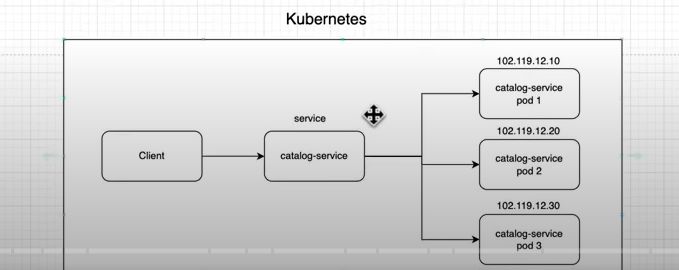 Kubernetes
102.119.12.10
catalog-service
pod 1
service
102.119.12.20
Client
catalog-service
catalog-service
pod 2
102.119.12.30
catalog-service
pod 3